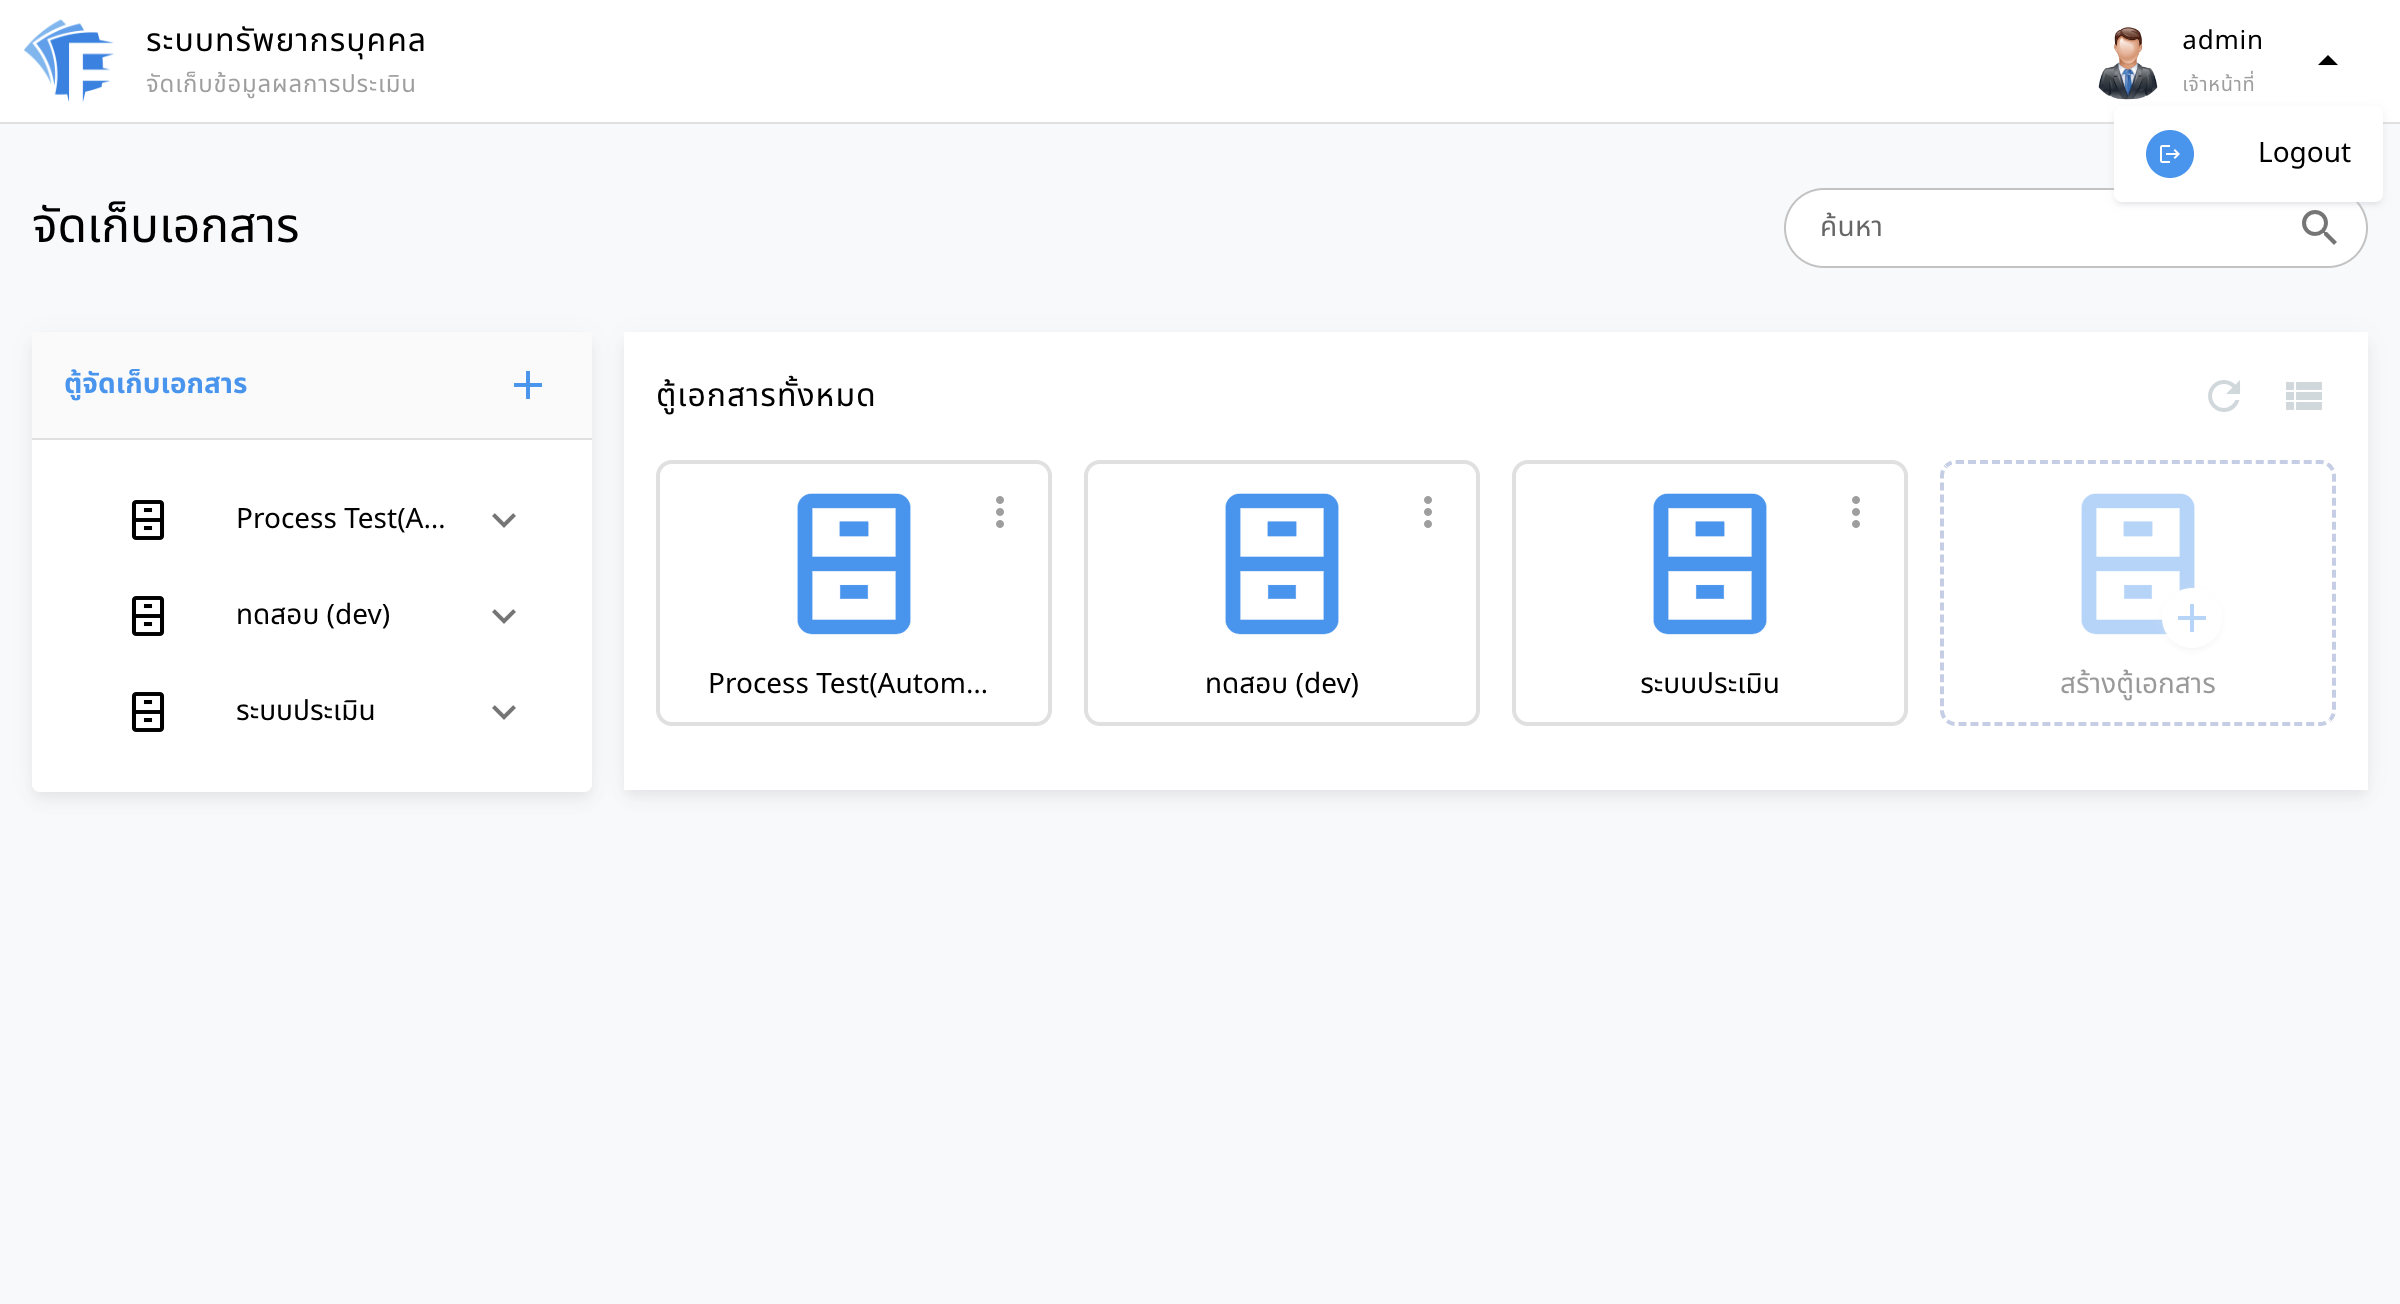 ระบบทรัพยากรบุคคล
จัดเก็บข้อมูลผลการประเมิน
admin
เจ้าหน้าที่
Logout
จัดเก็บเอกสาร
ค้นหา
ตู้จัดเก็บเอกสาร
Process Test(A...
ทดสอบ (dev)
ระบบประเมิน
ตู้เอกสารทั้งหมด
Process Test(Autom...
ทดสอบ (dev)
ระบบประเมิน
สร้างตู้เอกสาร